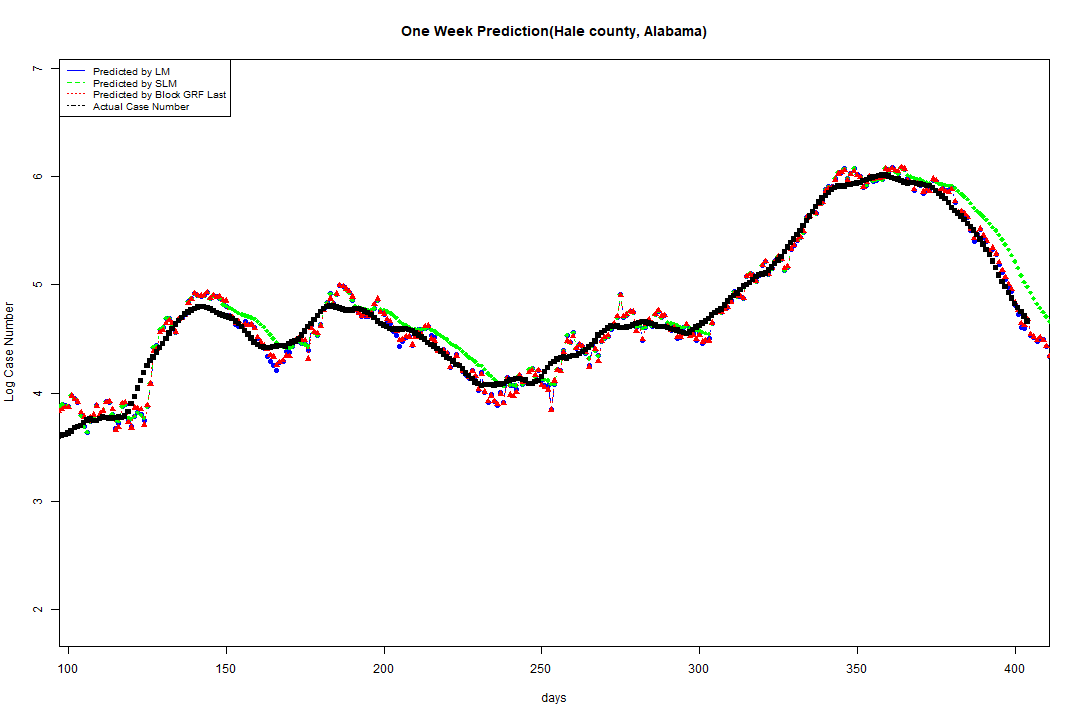 One Week Prediction(Hale county, Alabama)
Predicted by LM
Predicted by SLM
Predicted by Block GRF Last
Actual Case Number
7
6
5
4
3
2
Log Case Number
100 150 200 250 300 350 400
days